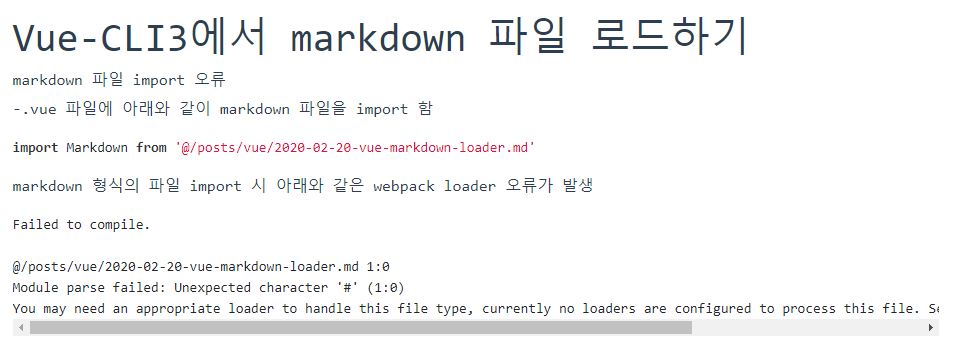 Vue-CLI3에서 markdown 파일 로드하기
markdown 파일 import 오류
-.vue 파일에 아래와 같이 markdown 파일을 import 함
import Markdown from '@/posts/vue/2020-02-20-vue-markdown-loader.md'
markdown 형식의 파일 import 시 아래와 같은 webpack loader 오류가 발생
Failed to compile.
@/posts/vue/2020-02-20-vue-markdown-loader.md 1:0
Module parse failed: Unexpected character '#' (1:0)
You may need an appropriate loader to handle this file type, currently no loaders are configured to process this file.